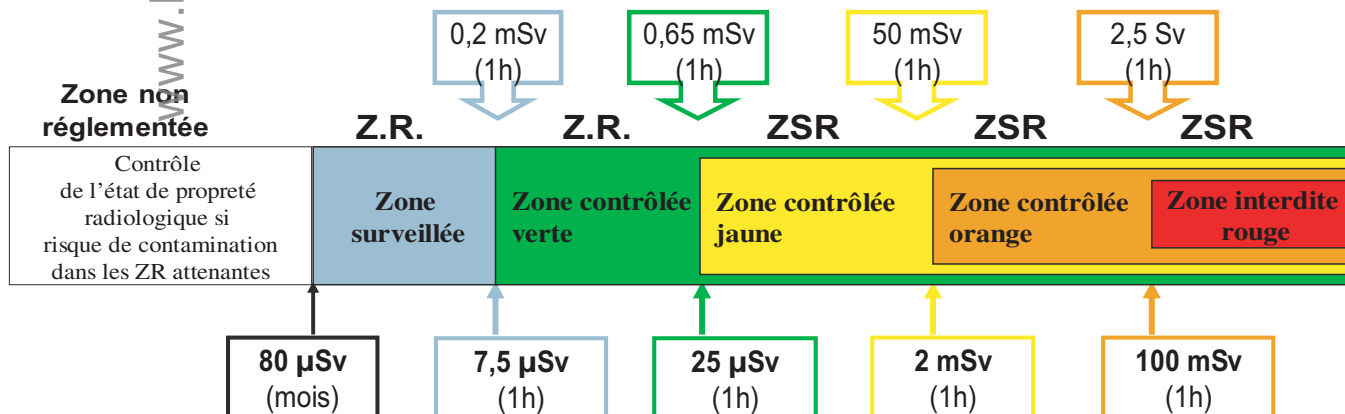 www.
0,2 mSv
(1h)
0,65 mSv
(1h)
50 mSv
(1h)
2,5 Sv
(1h)
Zone non
réglementée
Z.R.
Z.R.
ZSR
ZSR
ZSR
Contrôle
de l’état de propreté
radiologique si
risque de contamination
dans les ZR attenantes
Zone
surveillée
Zone contrôlée
verte
Zone contrôlée
jaune
Zone contrôlée
orange
Zone interdite
rouge
80 µSv
(mois)
7,5 µSv
(1h)
25 µSv
(1h)
2 mSv
(1h)
100 mSv
(1h)